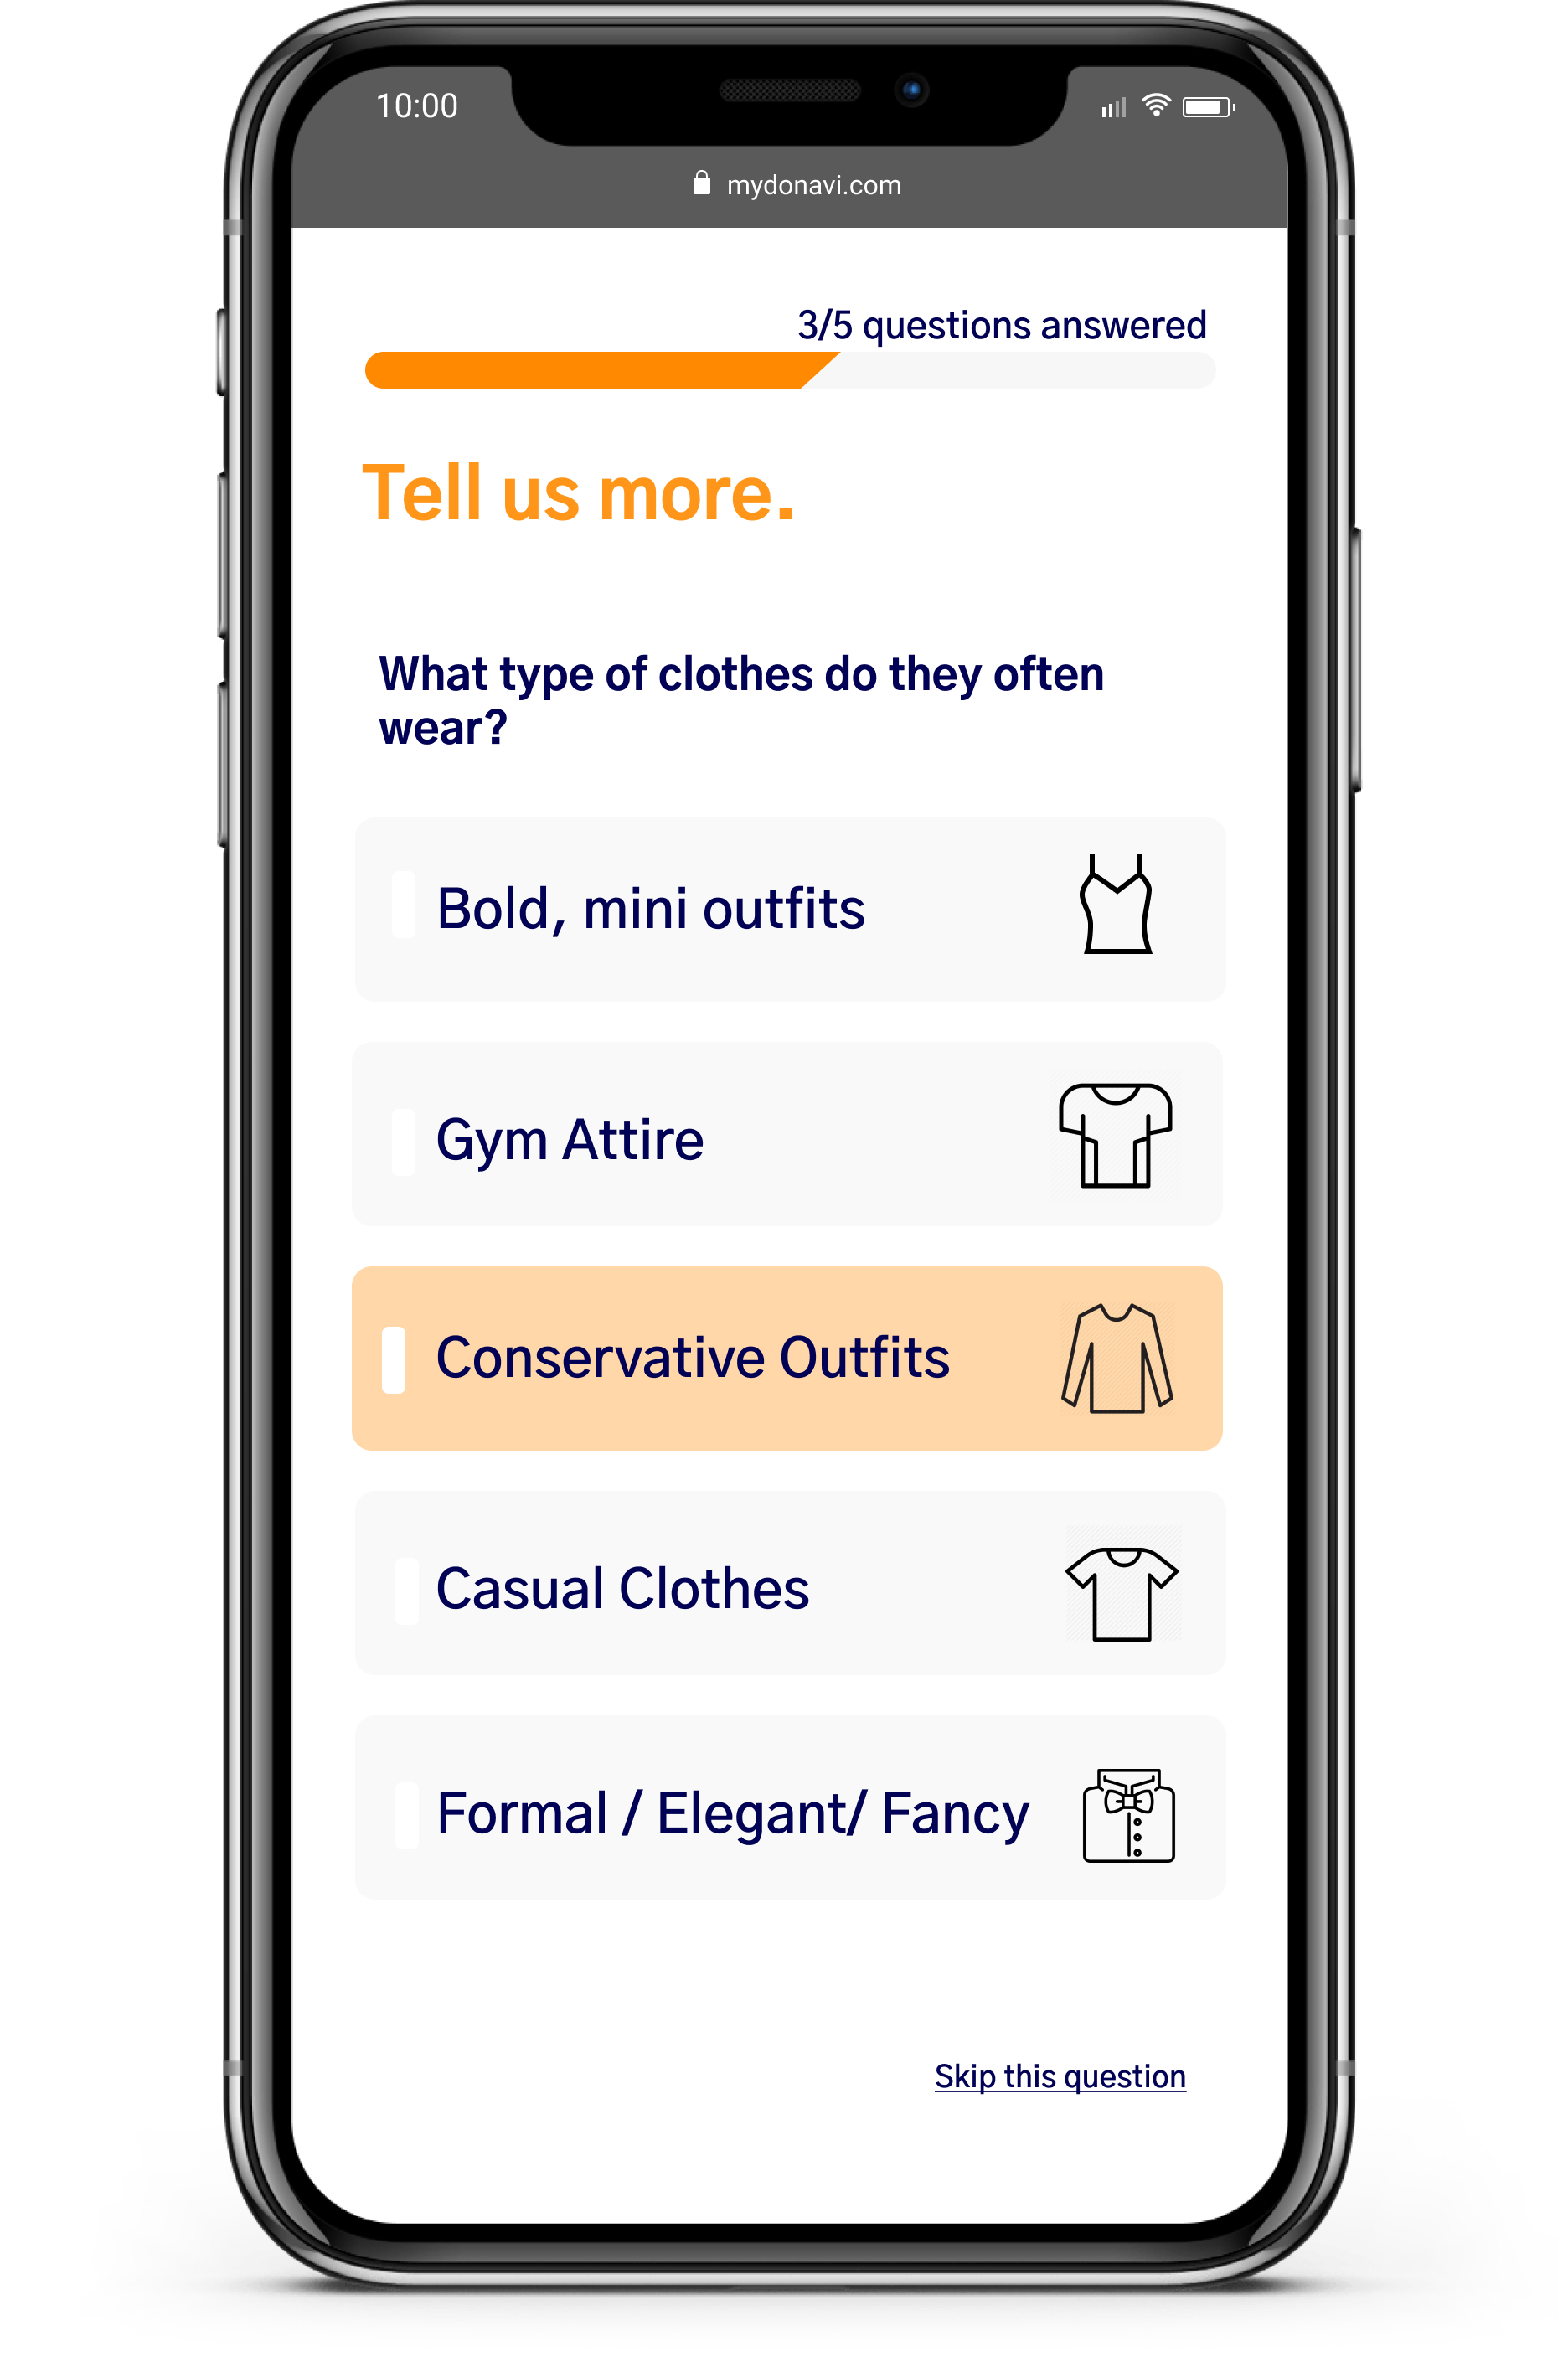 10:00
mydonavi.com
3/5 questions answered
Tell us more.
What type of clothes do they often
wear?
Bold, mini outfits
Gym Attire
Conservative Outfits
Casual Clothes
Formal / Elegant/ Fancy
Skip this question